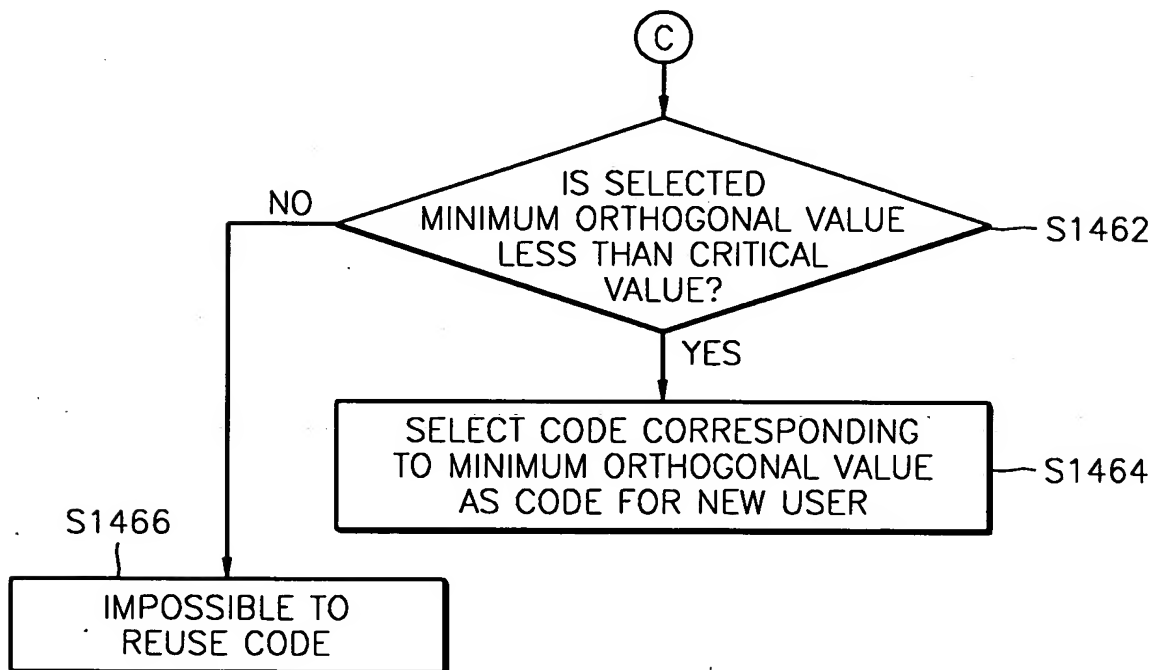 C
IS SELECTED
MINIMUM ORTHOGONAL VALUE
LESS THAN CRITICAL
VALUE?
NO
S1462
YES
SELECT CODE CORRESPONDING
TO MINIMUM ORTHOGONAL VALUE
AS CODE FOR NEW USER
S1464
S1466
IMPOSSIBLE TO
REUSE CODE